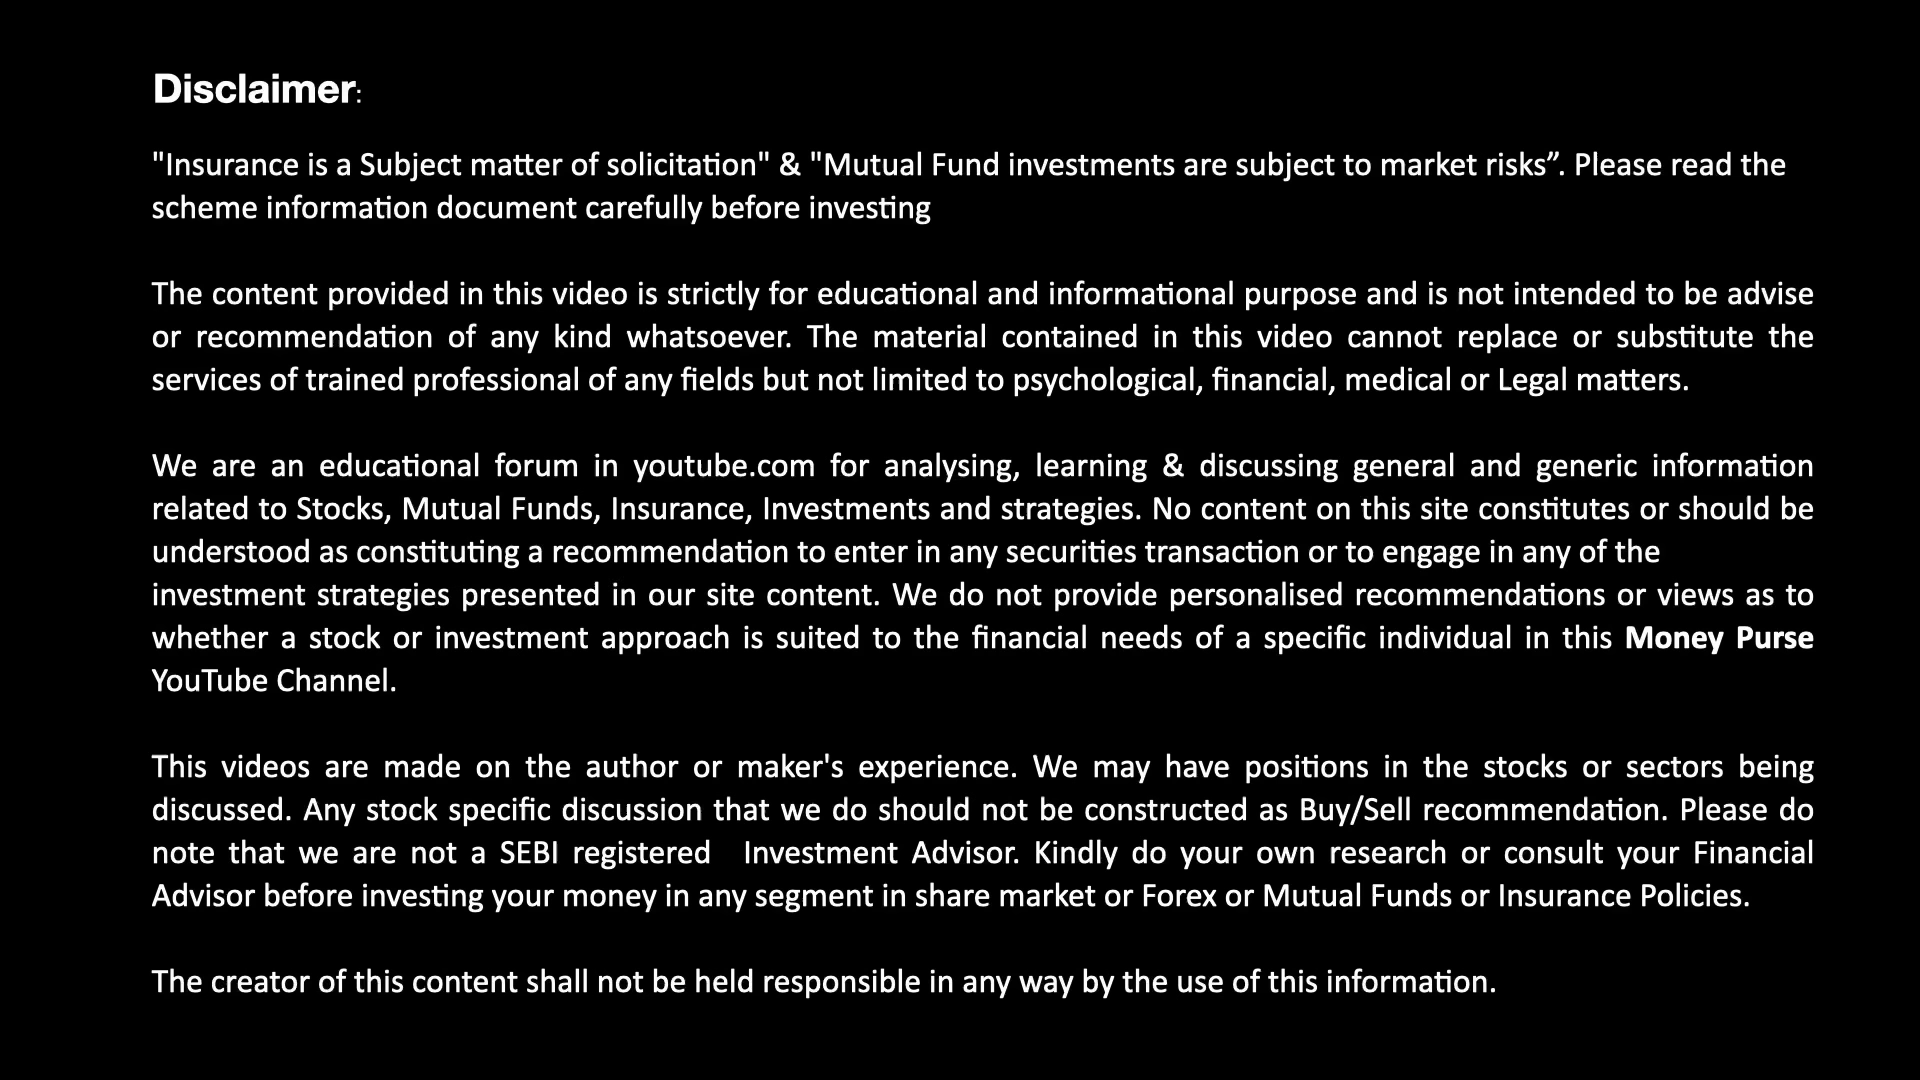 Disclaimer:
"Insurance is a Subject matter of solicitation" & "Mutual Fund investments are subject to market risks”. Please read the
scheme information document carefully before investing
The content provided in this video is strictly for educational and informational purpose and is not intended to be advise
or recommendation of any kind whatsoever. The material contained in this video cannot replace or substitute the
services of trained professional of any fields but not limited to psychological, financial, medical or Legal matters.
We are an educational forum in youtube.com for analysing, learning & discussing general and generic information
related to Stocks, Mutual Funds, Insurance, Investments and strategies. No content on this site constitutes or should be
understood as constituting a recommendation to enter in any securities transaction or to engage in any of the
investment strategies presented in our site content. We do not provide personalised recommendations or views as to
whether a stock or investment approach is suited to the financial needs of a specific individual in this Money Purse
YouTube Channel.
This videos are made on the author or maker's experience. We may have positions in the stocks or sectors being
discussed. Any stock specific discussion that we do should not be constructed as Buy/Sell recommendation. Please do
note that we are not a SEBI registered Investment Advisor. Kindly do your own research or consult your Financial
Advisor before investing your money in any segment in share market or Forex or Mutual Funds or Insurance Policies.
The creator of this content shall not be held responsible in any way by the use of this information.